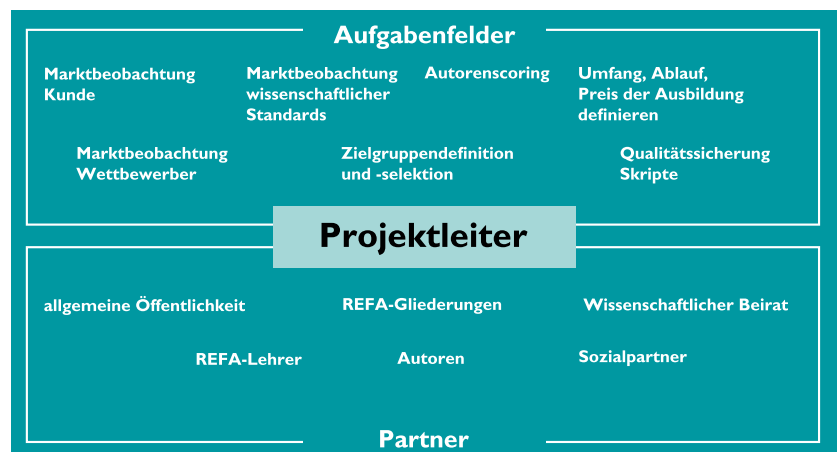 Aufgabenfelder
Marktbeobachtung
Kunde
Marktbeobachtung
wissenschaftlicher
Standards
Autorenscoring
Umfang, Ablauf,
Preis der Ausbildung
definieren
Marktbeobachtung
Wettbewerber
Zielgruppendefinition
und -selektion
Qualitätssicherung
Skripte
Projektleiter
allgemeine Öffentlichkeit
REFA-Gliederungen
Wissenschaftlicher Beirat
REFA-Lehrer
Autoren
Sozialpartner
Partner